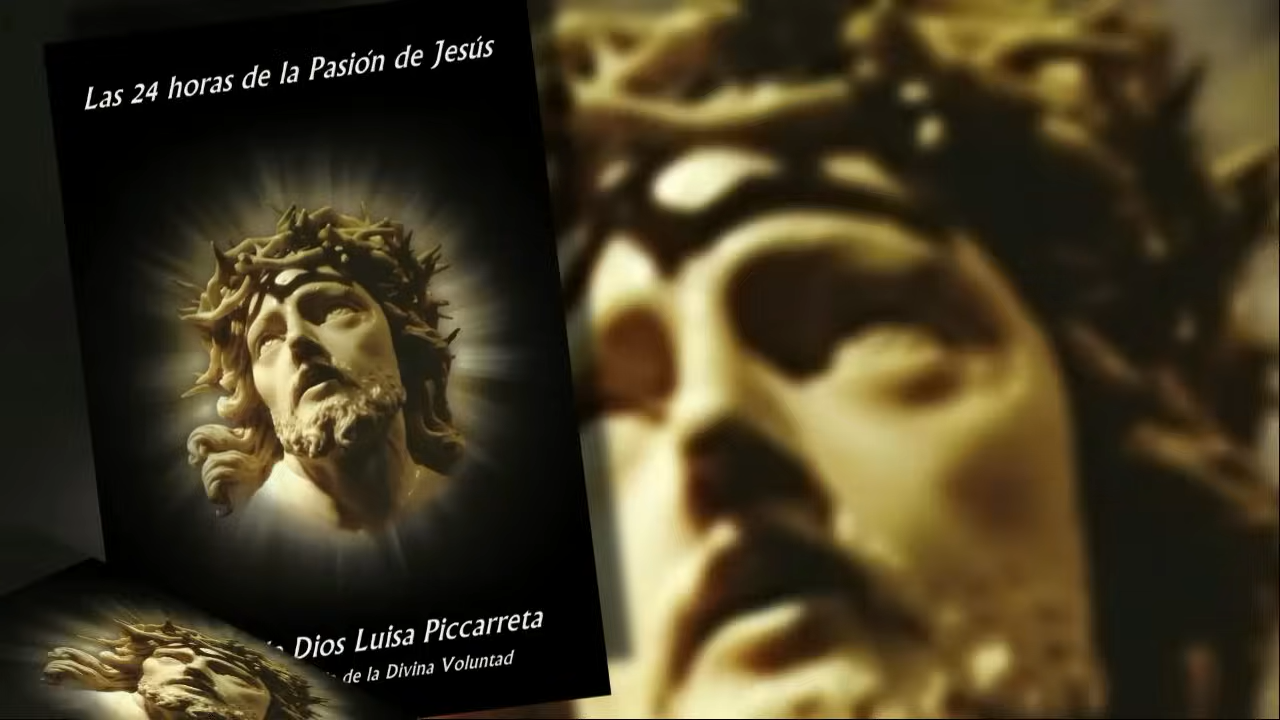 Las 24 horas de la Pasión de Jesús
Dios Luisa Piccarreta
de la Divina Voluntad